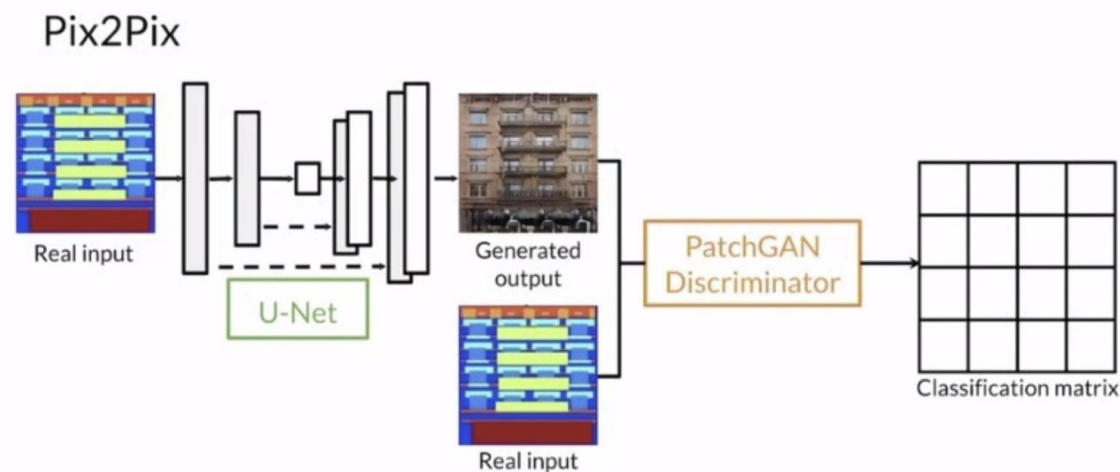 Pix2Pix
Real input
U-Net
Generated
output
Real input
PatchGAN
Discriminator
Classification matrix